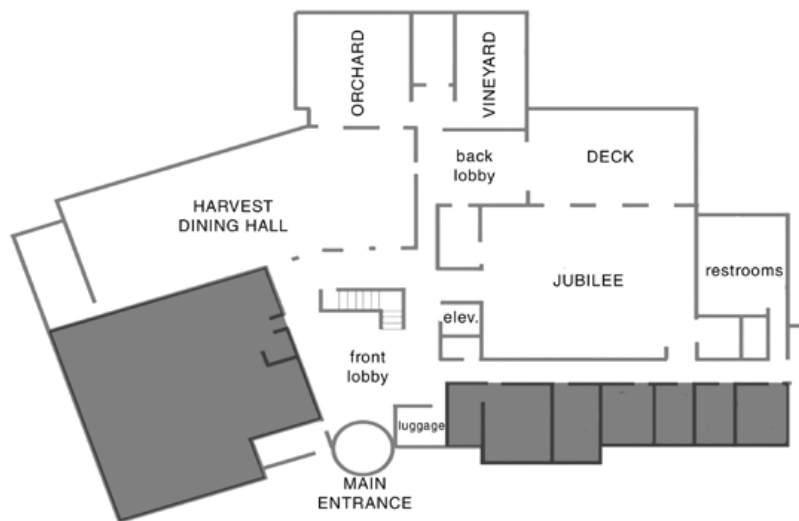 ORCHARD
VINEYARD
back
lobby
DECK
HARVEST
DINING HALL
JUBILEE
restrooms
elev.
front
lobby
luggage
MAIN
ENTRANCE